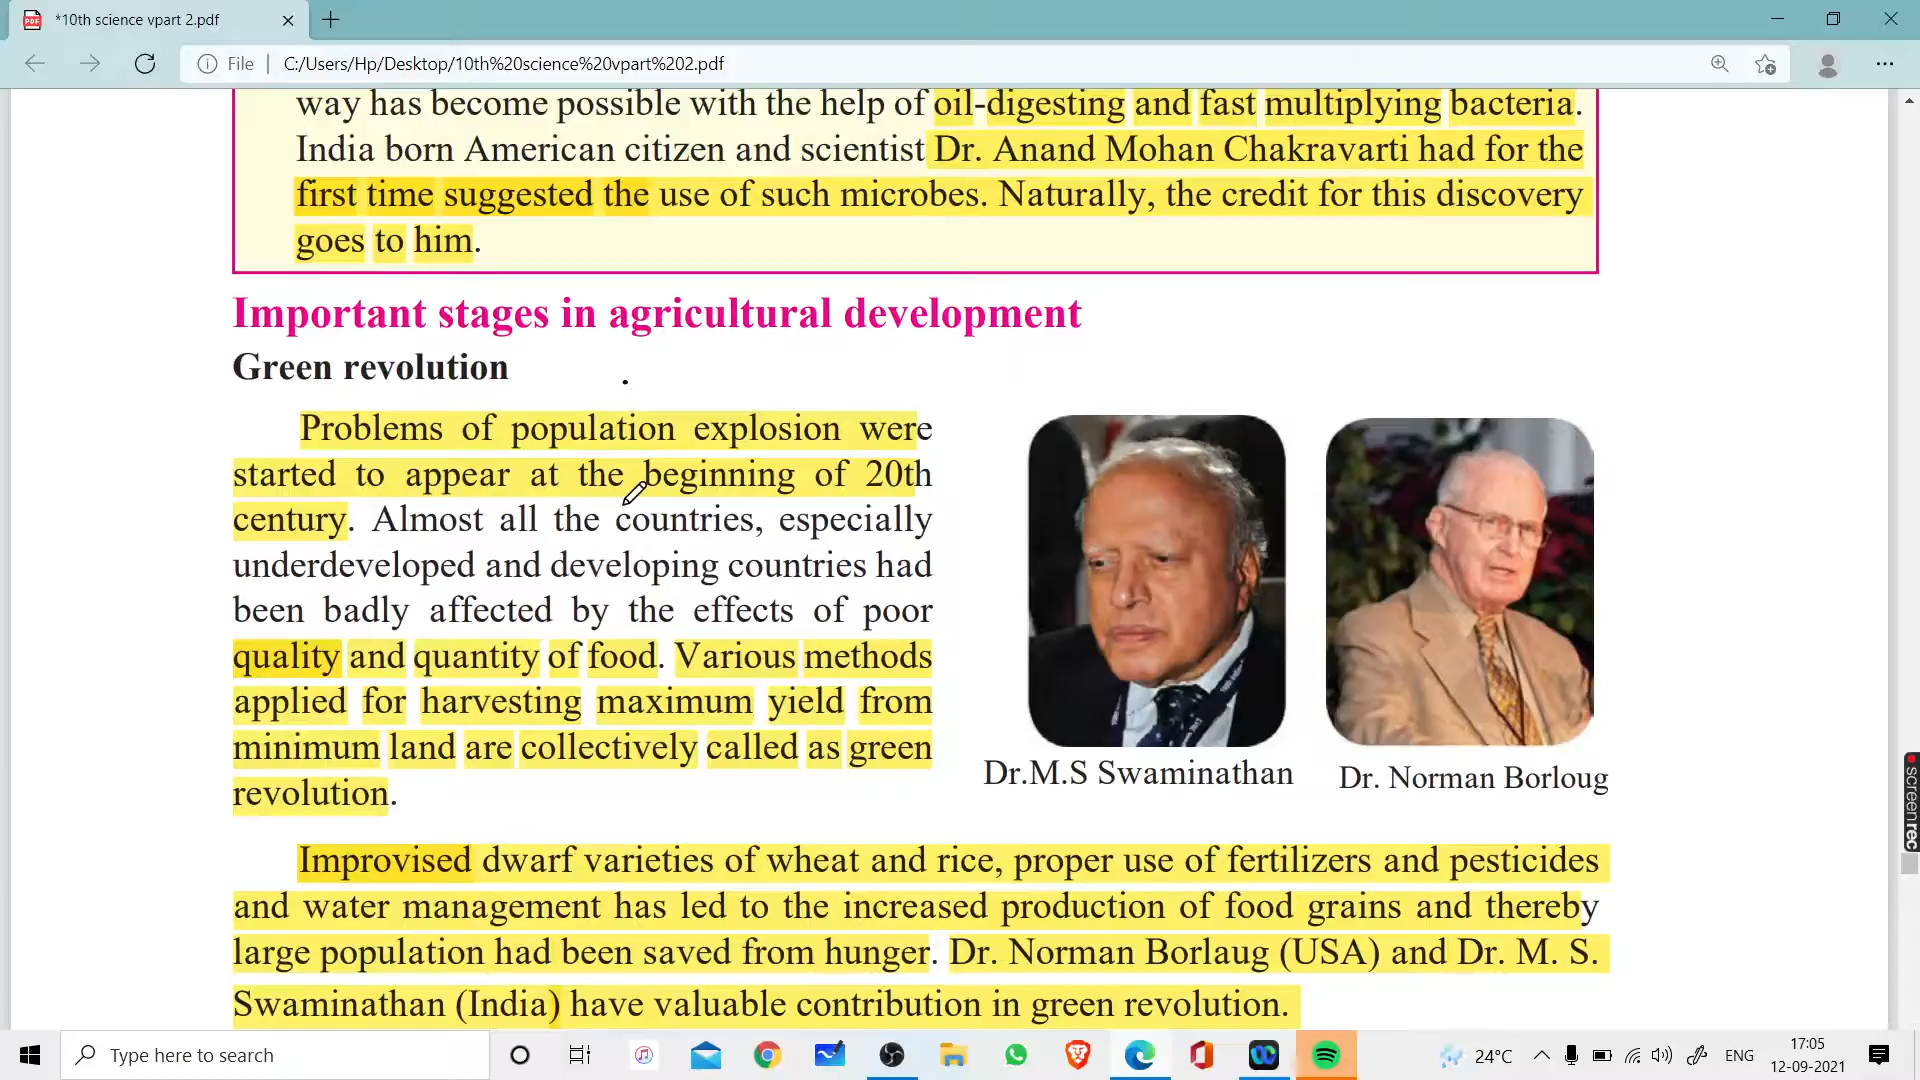 *10th science vpart 2.pdf
File
C:/Users/Hp/Desktop/10th%20science%20vpart%202.pdf
way has become possible with the help of oil-digesting and fast multiplying bacteria.
India born American citizen and scientist Dr. Anand Mohan Chakravarti had for the
first time suggested the use of such microbes. Naturally, the credit for this discovery
goes to him.
Important stages in agricultural development
Green revolution
Problems of population explosion were
started to appear at the beginning of 20th
century. Almost all the countries, especially
underdeveloped and developing countries had
been badly affected by the effects of poor
quality and quantity of food. Various methods
applied for harvesting maximum yield from
minimum land are collectively called as green
revolution.
Dr.M.S Swaminathan
Dr. Norman Borloug
Improvised dwarf varieties of wheat and rice, proper use of fertilizers and pesticides
and water management has led to the increased production of food grains and thereby
large population had been saved from hunger. Dr. Norman Borlaug (USA) and Dr. M. S.
Swaminathan (India) have valuable contribution in green revolution.
screenrec
Type here to search
24°C
ENG
17:05
12-09-2021